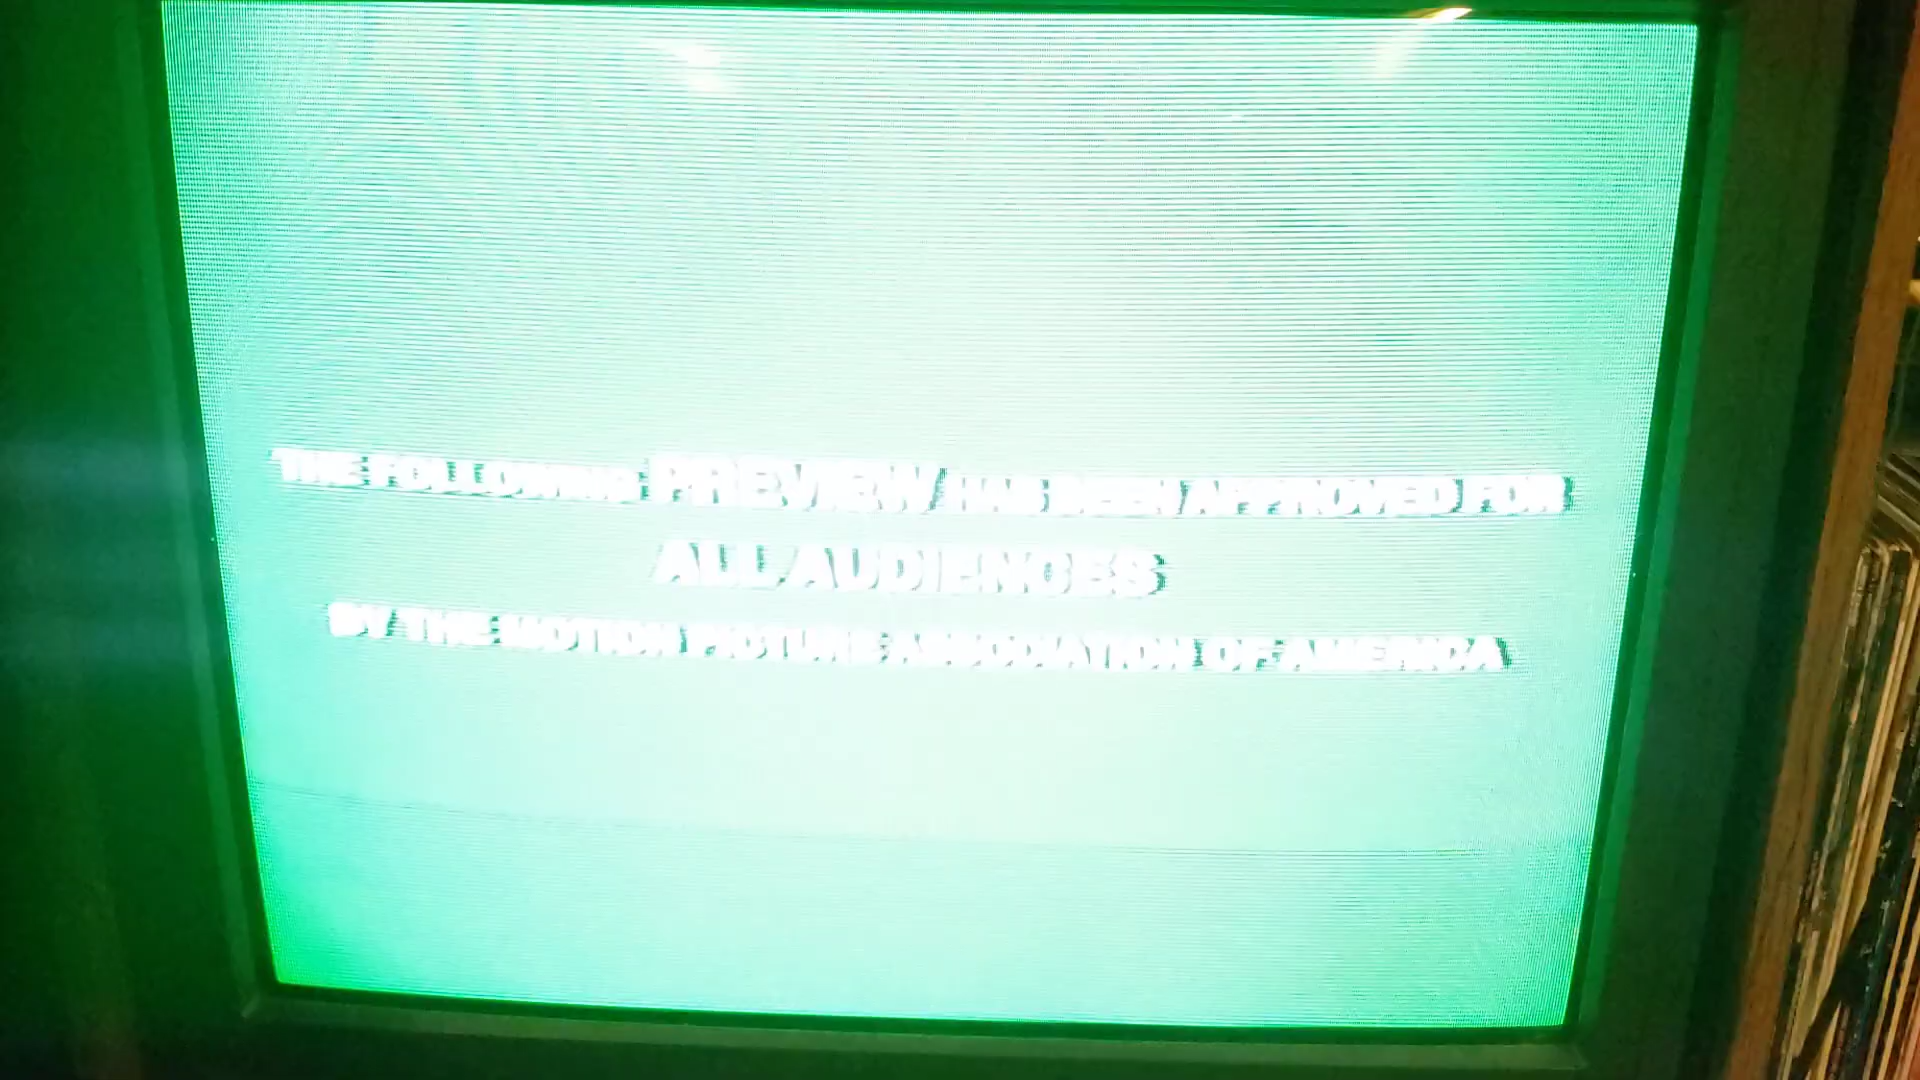 THE FOLLOWING PREVIEW HAS BEEN APPROVED FOR
ALL AUDIENCES
BY THE MOTION PICTURE ASSOCIATION OF AMERICA